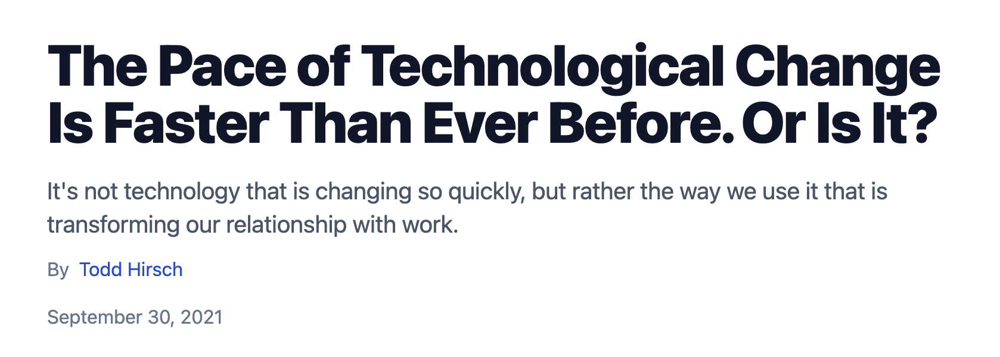 The Pace of Technological Change
Is Faster Than Ever Before. Or Is It?
It's not technology that is changing so quickly, but rather the way we use it that is
transforming our relationship with work.
By Todd Hirsch
September 30, 2021